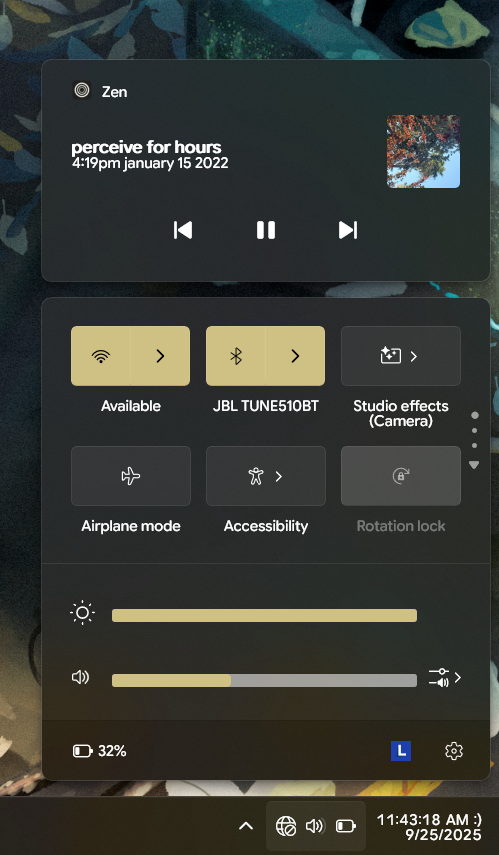 Zen
perceive for hours
4:19pm january 15 2022
Available
JBL TUNE510BT
Studio effects
(Camera)
Airplane mode
Accessibility
Rotation lock
32%
L
11:43:18 AM :)
9/25/2025